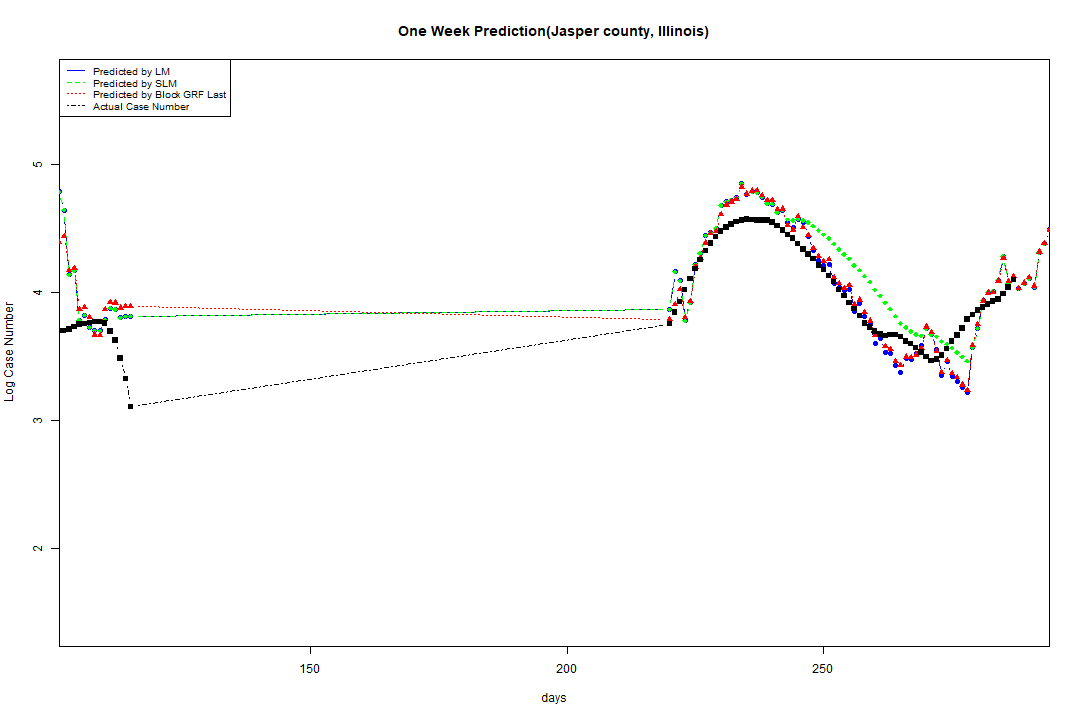 One Week Prediction(Jasper county, Illinois)
Predicted by LM
Predicted by SLM
Predicted by Block GRF Last
Actual Case Number
5
4
3
2
Log Case Number
150
200
250
days